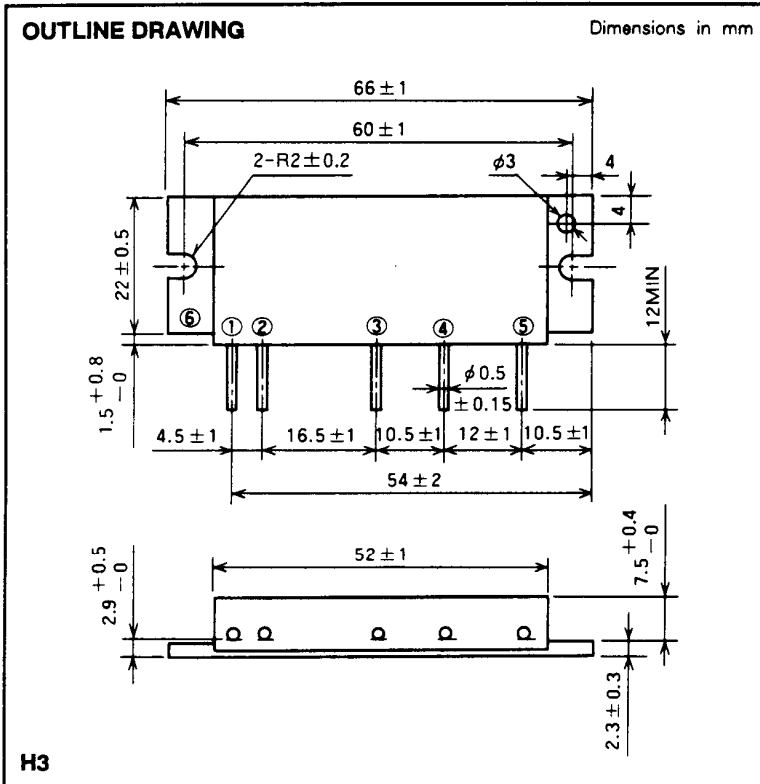 OUTLINE DRAWING
Dimensions in mm
66±1
60±1
2-R2±0.2
ϕ3
4
4
22±0.5
12MIN
⑥
①
②
③
④
⑤
1.5 +0.8 −0
ϕ0.5
±0.15
4.5±1
16.5±1
10.5±1
12±1
10.5±1
54±2
52±1
2.9 +0.5 −0
7.5 +0.4 −0
2.3±0.3
H3